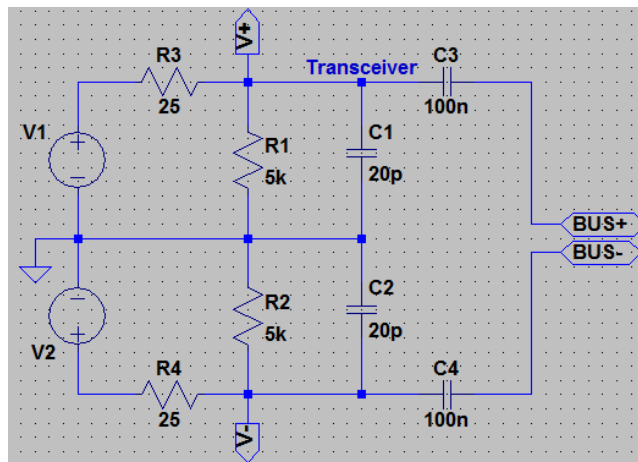 V+
R3
25
Transceiver
C3
100n
V1
+
−
R1
5k
C1
20p
BUS+
BUS-
R2
5k
C2
20p
−
+
V2
R4
25
C4
100n
V-